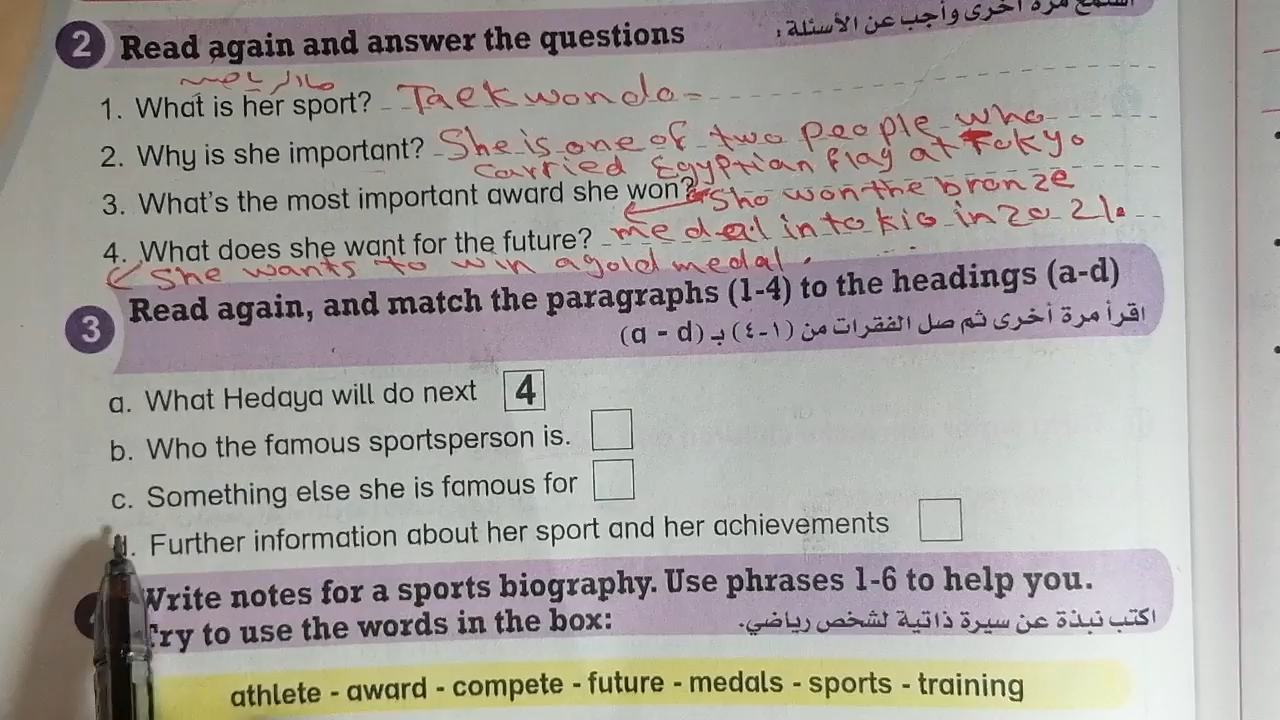 2 Read again and answer the questions
مرة أخرى وأجب عن الأسئلة:
1. What is her sport? Taekwondo
2. Why is she important? She is one of two people who
carried Egyptian flag at Tokyo
3. What's the most important award she won? She won the bronze
4. What does she want for the future? medal in tokio in 2021.
She wants to win a gold medal.
3 Read again, and match the paragraphs (1-4) to the headings (a-d)
اقرأ مرة أخرى ثم صل الفقرات من (١-٤) بـ (a - d)
a. What Hedaya will do next 4
b. Who the famous sportsperson is.
c. Something else she is famous for
d. Further information about her sport and her achievements
Write notes for a sports biography. Use phrases 1-6 to help you.
Try to use the words in the box:
اكتب نبذة عن سيرة ذاتية لشخص رياضي.
athlete - award - compete - future - medals - sports - training